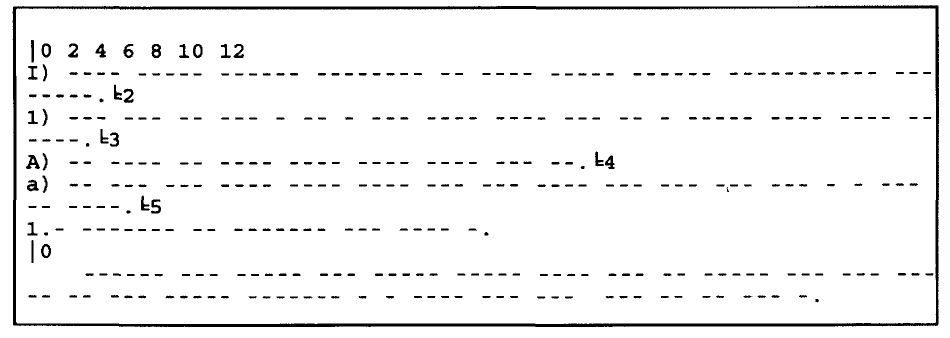 |0 2 4 6 8 10 12
I) ---- ----- ------ -------- -- ---- ----- ------ ----------- ---
-----.╘2
1) --- --- -- --- - -- - --- ---- ---- --- --- -- - ----- ---- ---- --
----.╘3
A) -- ---- ---- ---- ---- ---- --- --.╘4
a) -- --- --- ---- ---- --- --- ---- --- --- --- -- --- - - ---
-- ----.╘5
1.- ------- -- ------- --- ---- -.
|0
------ --- ----- --- ----- ----- ---- --- -- ----- --- --- ---
-- -- --- ----- ------- - - ---- --- --- --- -- -- --- -.